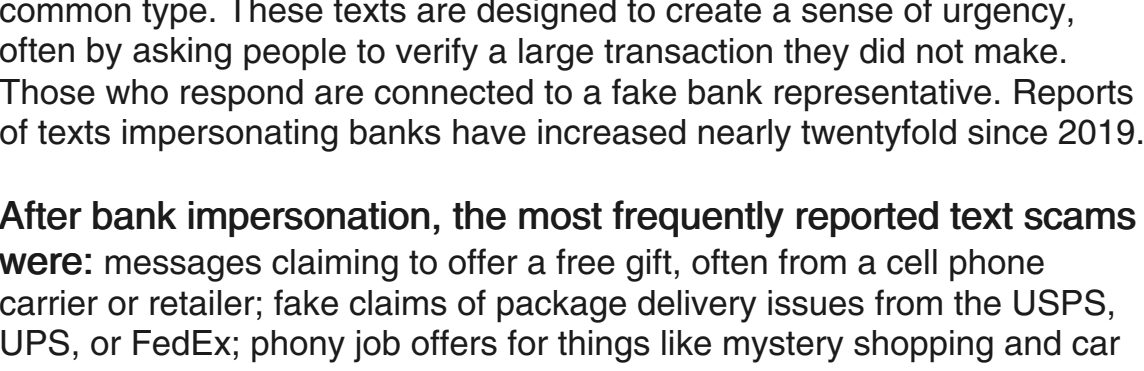 common type. These texts are designed to create a sense of urgency,
often by asking people to verify a large transaction they did not make.
Those who respond are connected to a fake bank representative. Reports
of texts impersonating banks have increased nearly twentyfold since 2019.
After bank impersonation, the most frequently reported text scams
were: messages claiming to offer a free gift, often from a cell phone
carrier or retailer; fake claims of package delivery issues from the USPS,
UPS, or FedEx; phony job offers for things like mystery shopping and car